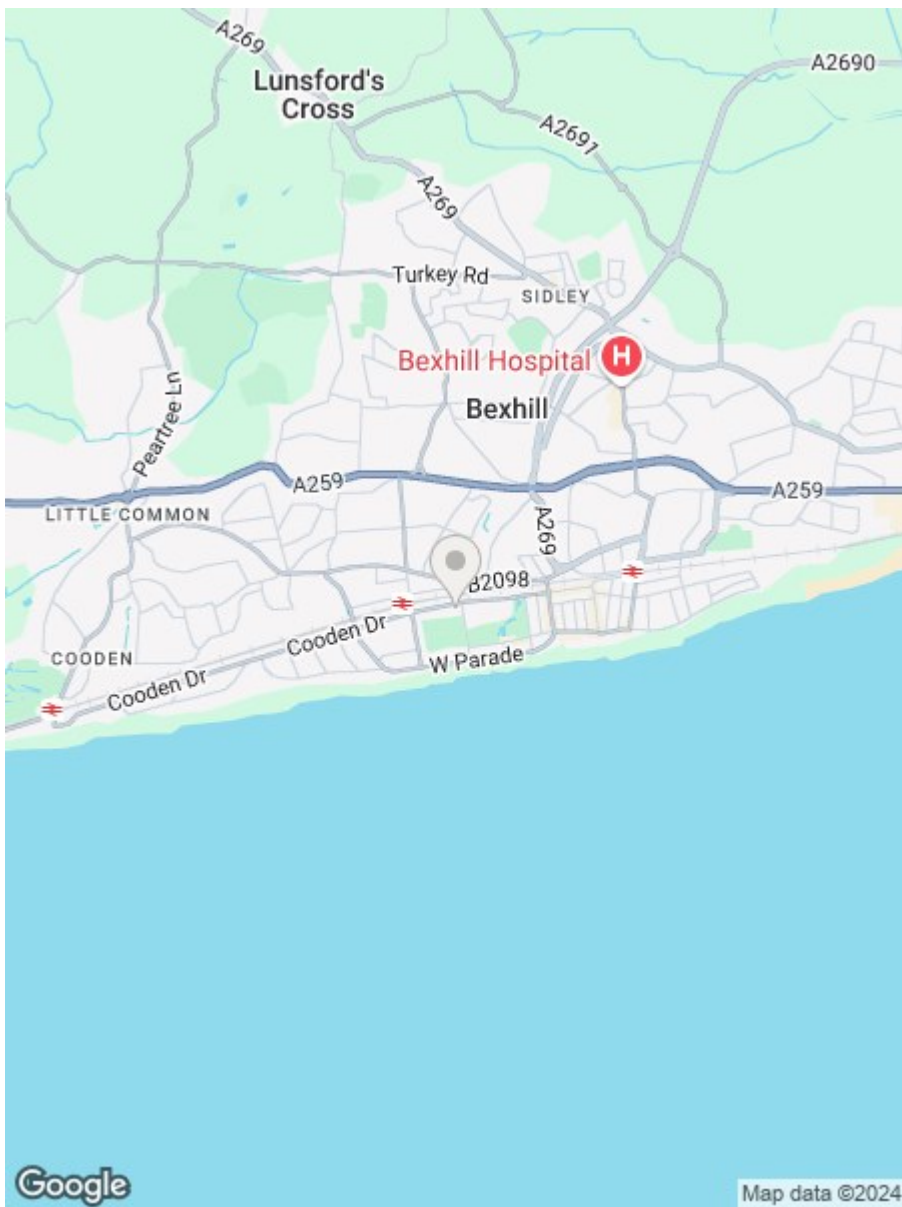 A269
A2690
Lunsford's
Cross
A2691
A269
Turkey Rd
SIDLEY
Bexhill Hospital
H
Bexhill
Peartree Ln
A259
A259
LITTLE COMMON
A269
B2098
Cooden Dr
COODEN
W Parade
Cooden Dr
Google
Map data ©2024